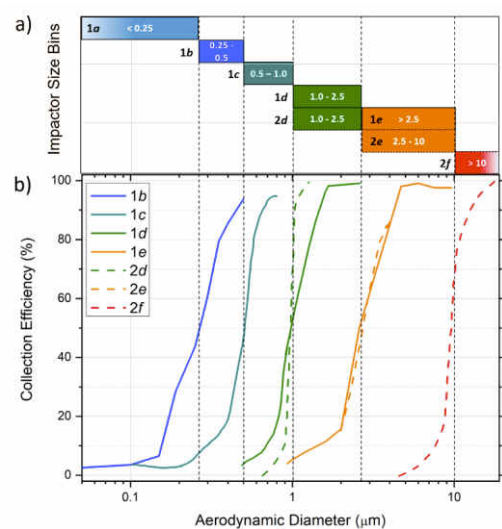 a)
Impactor Size Bins
1a < 0.25
1b 0.25 - 0.5
1c 0.5 – 1.0
1d 1.0 - 2.5
2d 1.0 - 2.5
1e > 2.5
2e 2.5 - 10
2f > 10
b)
Collection Efficiency (%)
100
80
60
40
20
0
1b
1c
1d
1e
2d
2e
2f
0.1 1 10
Aerodynamic Diameter (μm)